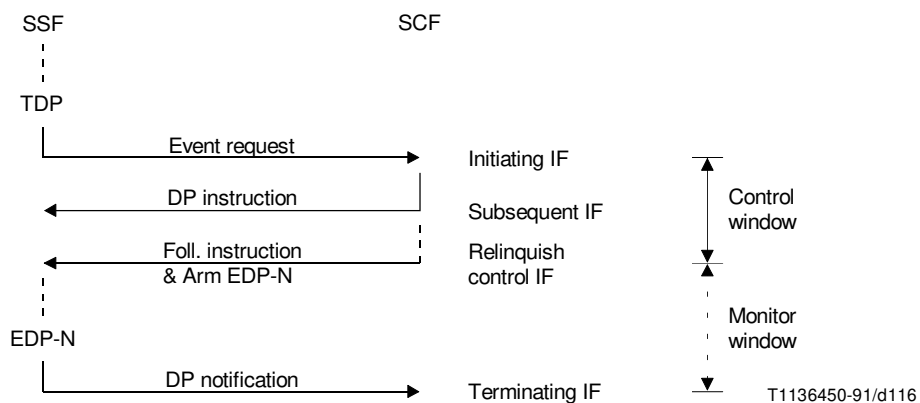 SSF
SCF
TDP
Event request
Initiating IF
DP instruction
Subsequent IF
Control
window
Foll. instruction
& Arm EDP-N
Relinquish
control IF
Monitor
window
EDP-N
DP notification
Terminating IF
T1136450-91/d116